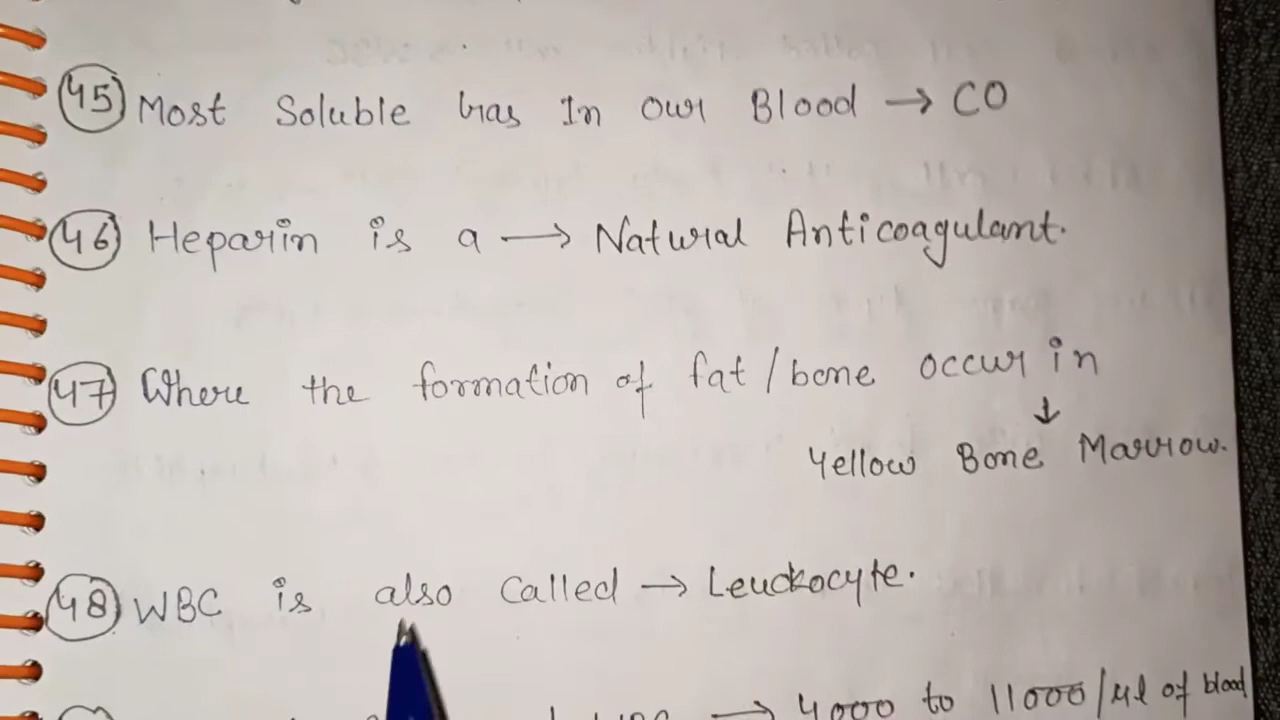 45 Most Soluble Gas In our Blood → CO
46 Heparin is a → Natural Anticoagulant.
47 Where the formation of fat/bone occur in
↓
Yellow Bone Marrow.
48 WBC is also Called → Leuckocyte.
→ 4000 to 11000/μl of blood